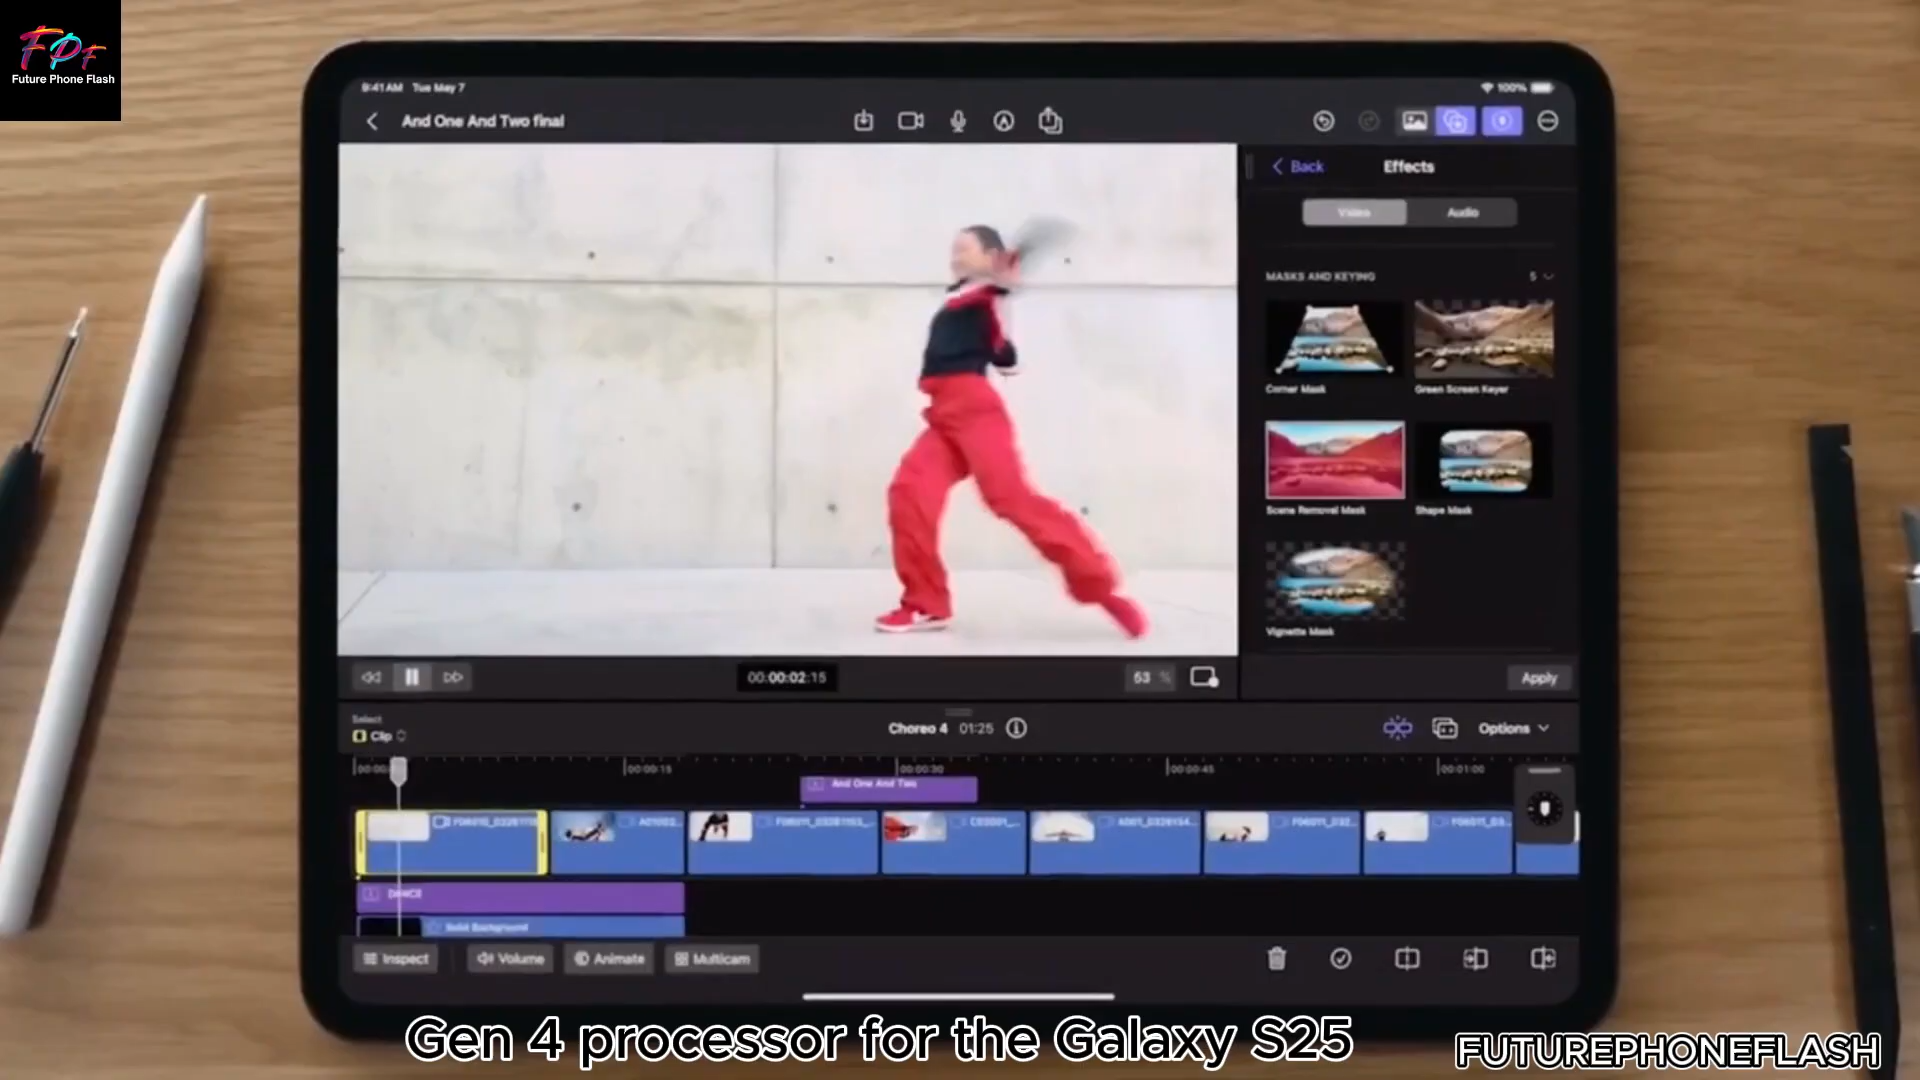 FPF
Future Phone Flash
9:41AM Tue May 7
100%
And One And Two final
Back
Effects
Video
Audio
MASKS AND KEYING
5
Corner Mask
Green Screen Keyer
Scene Removal Mask
Shape Mask
Vignette Mask
00:00:02:15
53 %
Apply
Select
Clip
Choreo 4 01:25
Options
00:00:15
00:00:30
00:00:45
00:01:00
And One And Two
DANCE
Solid Background
Inspect
Volume
Animate
Multicam
Gen 4 processor for the Galaxy S25
FUTUREPHONEFLASH